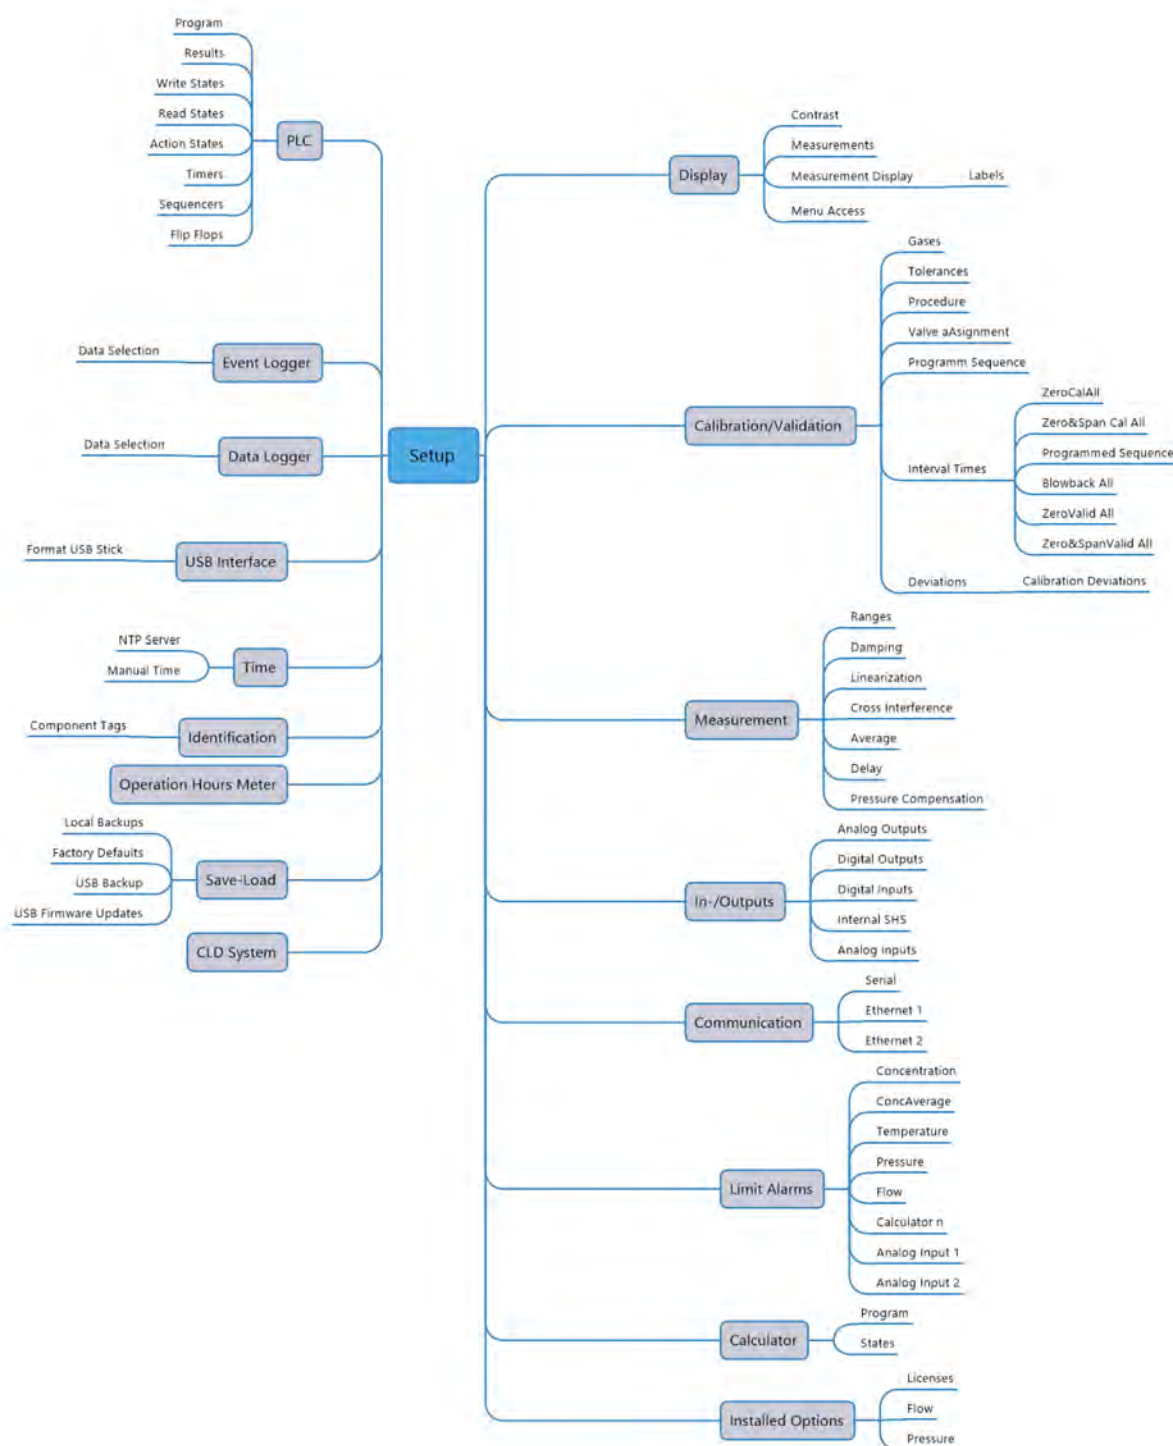 Program
Results
Write States
Read States
Action States
Timers
Sequencers
Flip Flops
PLC
Data Selection
Event Logger
Data Selection
Data Logger
Format USB Stick
USB Interface
NTP Server
Manual Time
Time
Component Tags
Identification
Operation Hours Meter
Local Backups
Factory Defaults
USB Backup
USB Firmware Updates
Save-Load
CLD System
Setup
Display
Contrast
Measurements
Measurement Display
Labels
Menu Access
Calibration/Validation
Gases
Tolerances
Procedure
Valve aAsignment
Programm Sequence
Interval Times
ZeroCalAll
Zero&Span Cal All
Programmed Sequence
Blowback All
ZeroValid All
Zero&SpanValid All
Deviations
Calibration Deviations
Measurement
Ranges
Damping
Linearization
Cross Interference
Average
Delay
Pressure Compensation
In-/Outputs
Analog Outputs
Digital Outputs
Digital Inputs
Internal SHS
Analog Inputs
Communication
Serial
Ethernet 1
Ethernet 2
Limit Alarms
Concentration
ConcAverage
Temperature
Pressure
Flow
Calculator n
Analog Input 1
Analog Input 2
Calculator
Program
States
Installed Options
Licenses
Flow
Pressure